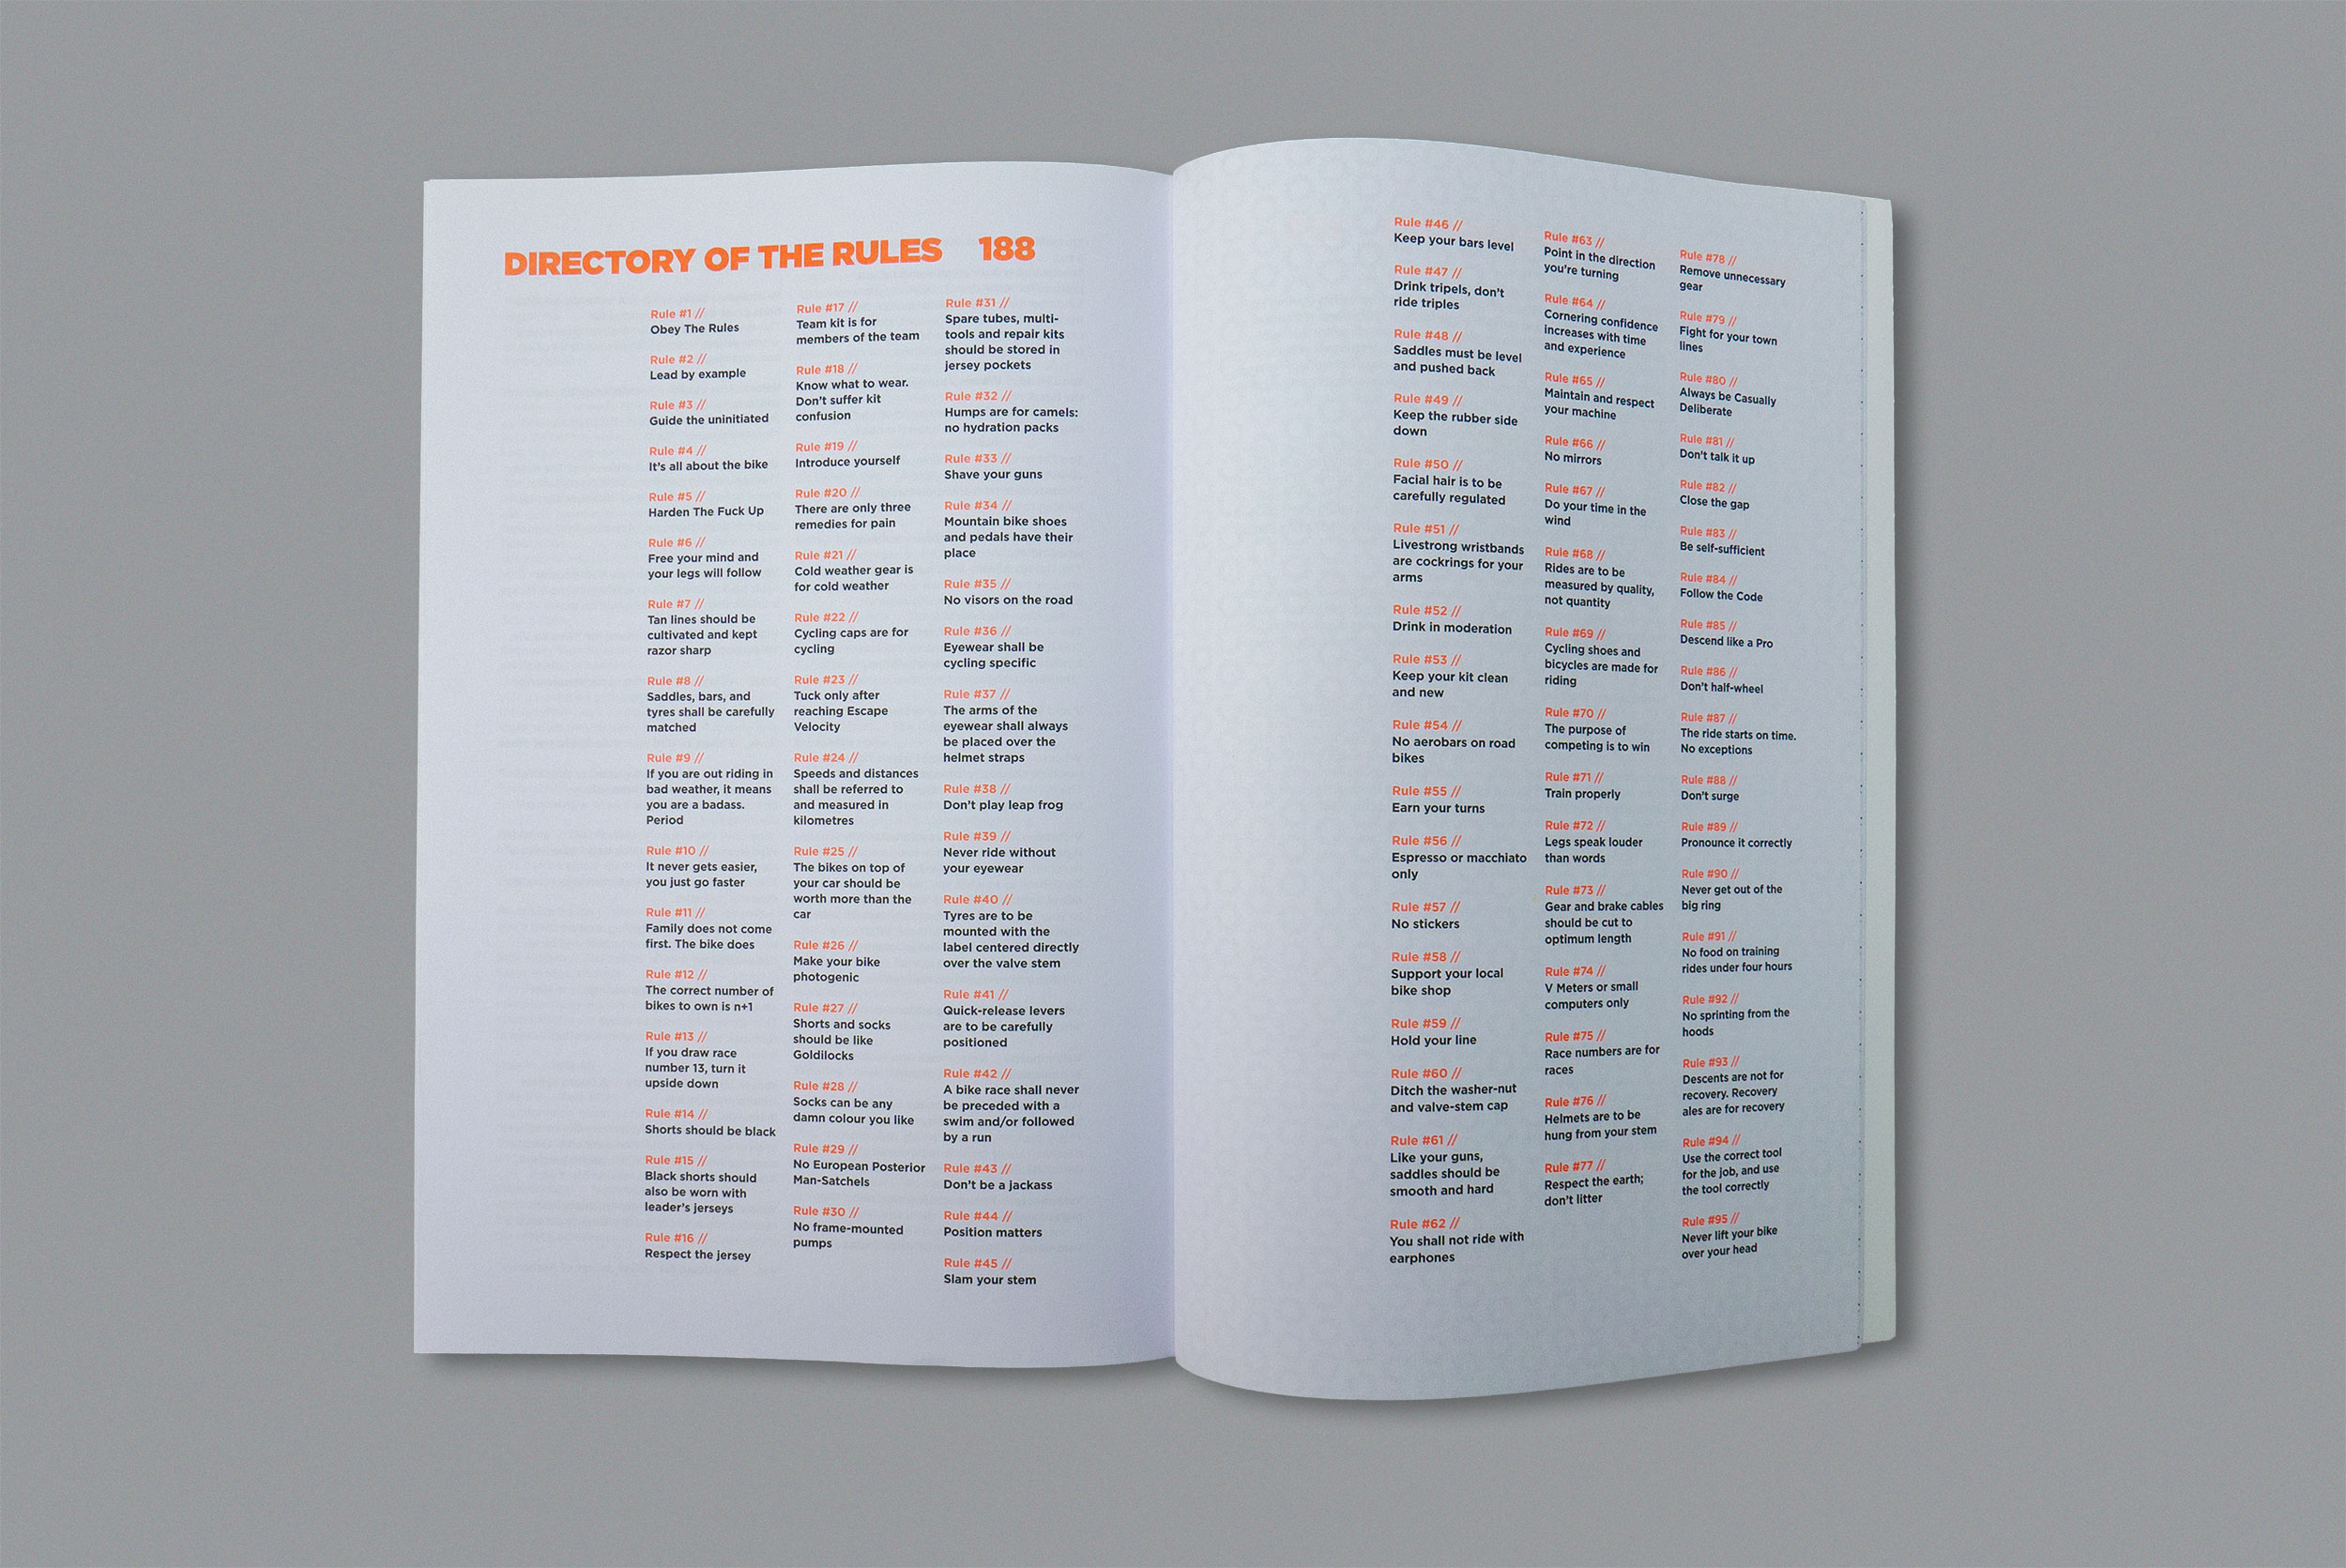 DIRECTORY OF THE RULES 188
Rule #1 //
Obey The Rules
Rule #2 //
Lead by example
Rule #3 //
Guide the uninitiated
Rule #4 //
It's all about the bike
Rule #5 //
Harden The Fuck Up
Rule #6 //
Free your mind and
your legs will follow
Rule #7 //
Tan lines should be
cultivated and kept
razor sharp
Rule #8 //
Saddles, bars, and
tyres shall be carefully
matched
Rule #9 //
If you are out riding in
bad weather, it means
you are a badass.
Period
Rule #10 //
It never gets easier,
you just go faster
Rule #11 //
Family does not come
first. The bike does
Rule #12 //
The correct number of
bikes to own is n+1
Rule #13 //
If you draw race
number 13, turn it
upside down
Rule #14 //
Shorts should be black
Rule #15 //
Black shorts should
also be worn with
leader's jerseys
Rule #16 //
Respect the jersey
Rule #17 //
Team kit is for
members of the team
Rule #18 //
Know what to wear.
Don't suffer kit
confusion
Rule #19 //
Introduce yourself
Rule #20 //
There are only three
remedies for pain
Rule #21 //
Cold weather gear is
for cold weather
Rule #22 //
Cycling caps are for
cycling
Rule #23 //
Tuck only after
reaching Escape
Velocity
Rule #24 //
Speeds and distances
shall be referred to
and measured in
kilometres
Rule #25 //
The bikes on top of
your car should be
worth more than the
car
Rule #26 //
Make your bike
photogenic
Rule #27 //
Shorts and socks
should be like
Goldilocks
Rule #28 //
Socks can be any
damn colour you like
Rule #29 //
No European Posterior
Man-Satchels
Rule #30 //
No frame-mounted
pumps
Rule #31 //
Spare tubes, multi-
tools and repair kits
should be stored in
jersey pockets
Rule #32 //
Humps are for camels:
no hydration packs
Rule #33 //
Shave your guns
Rule #34 //
Mountain bike shoes
and pedals have their
place
Rule #35 //
No visors on the road
Rule #36 //
Eyewear shall be
cycling specific
Rule #37 //
The arms of the
eyewear shall always
be placed over the
helmet straps
Rule #38 //
Don't play leap frog
Rule #39 //
Never ride without
your eyewear
Rule #40 //
Tyres are to be
mounted with the
label centered directly
over the valve stem
Rule #41 //
Quick-release levers
are to be carefully
positioned
Rule #42 //
A bike race shall never
be preceded with a
swim and/or followed
by a run
Rule #43 //
Don't be a jackass
Rule #44 //
Position matters
Rule #45 //
Slam your stem
Rule #46 //
Keep your bars level
Rule #47 //
Drink tripels, don't
ride triples
Rule #48 //
Saddles must be level
and pushed back
Rule #49 //
Keep the rubber side
down
Rule #50 //
Facial hair is to be
carefully regulated
Rule #51 //
Livestrong wristbands
are cockrings for your
arms
Rule #52 //
Drink in moderation
Rule #53 //
Keep your kit clean
and new
Rule #54 //
No aerobars on road
bikes
Rule #55 //
Earn your turns
Rule #56 //
Espresso or macchiato
only
Rule #57 //
No stickers
Rule #58 //
Support your local
bike shop
Rule #59 //
Hold your line
Rule #60 //
Ditch the washer-nut
and valve-stem cap
Rule #61 //
Like your guns,
saddles should be
smooth and hard
Rule #62 //
You shall not ride with
earphones
Rule #63 //
Point in the direction
you're turning
Rule #64 //
Cornering confidence
increases with time
and experience
Rule #65 //
Maintain and respect
your machine
Rule #66 //
No mirrors
Rule #67 //
Do your time in the
wind
Rule #68 //
Rides are to be
measured by quality,
not quantity
Rule #69 //
Cycling shoes and
bicycles are made for
riding
Rule #70 //
The purpose of
competing is to win
Rule #71 //
Train properly
Rule #72 //
Legs speak louder
than words
Rule #73 //
Gear and brake cables
should be cut to
optimum length
Rule #74 //
V Meters or small
computers only
Rule #75 //
Race numbers are for
races
Rule #76 //
Helmets are to be
hung from your stem
Rule #77 //
Respect the earth;
don't litter
Rule #78 //
Remove unnecessary
gear
Rule #79 //
Fight for your town
lines
Rule #80 //
Always be Casually
Deliberate
Rule #81 //
Don't talk it up
Rule #82 //
Close the gap
Rule #83 //
Be self-sufficient
Rule #84 //
Follow the Code
Rule #85 //
Descend like a Pro
Rule #86 //
Don't half-wheel
Rule #87 //
The ride starts on time.
No exceptions
Rule #88 //
Don't surge
Rule #89 //
Pronounce it correctly
Rule #90 //
Never get out of the
big ring
Rule #91 //
No food on training
rides under four hours
Rule #92 //
No sprinting from the
hoods
Rule #93 //
Descents are not for
recovery. Recovery
ales are for recovery
Rule #94 //
Use the correct tool
for the job, and use
the tool correctly
Rule #95 //
Never lift your bike
over your head